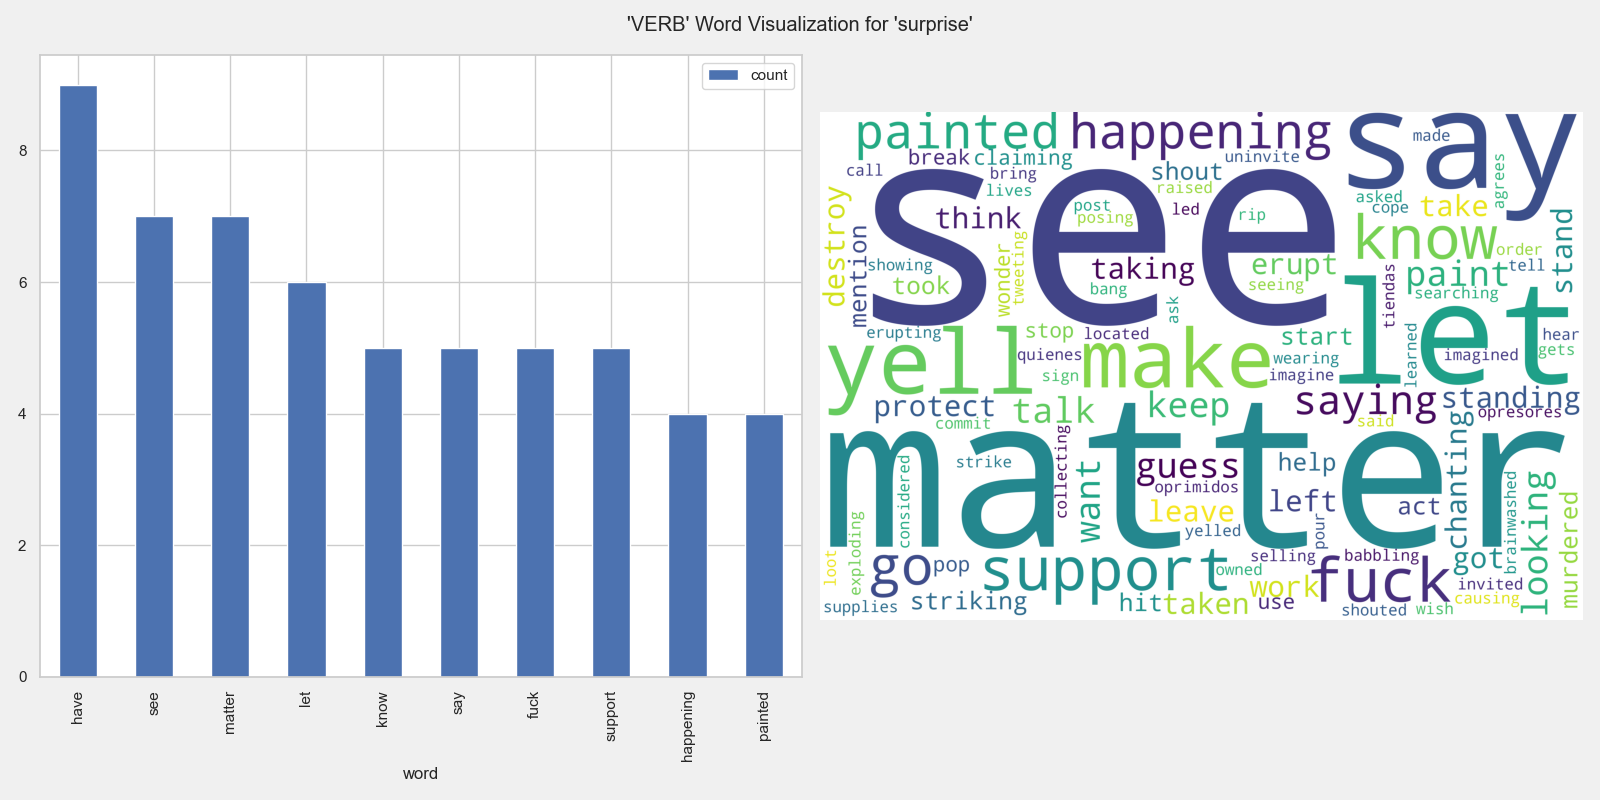 'VERB' Word Visualization for 'surprise'
count
8
6
4
2
0
have
see
matter
let
know
say
fuck
support
happening
painted
word
painted
happening
say
made
break
claiming
uninvite
call
bring
shout
agrees
lives
raised
see
asked
destroy
think
post
posing
led
rip
cope
take
know
order
stand
mention
showing
wonder
tweeting
taking
erupt
tiendas
paint
tell
took
bang
seeing
searching
ask
let
erupting
stop
located
start
learned
hear
yell
quienes
make
wearing
imagined
gets
sign
imagine
protect
talk
keep
saying
standing
commit
said
opresores
matter
chanting
collecting
considered
strike
want
guess
help
oprimidos
brainwashed
looking
murdered
leave
left
act
yelled
pour
exploding
loot
go
pop
support
selling
babbling
got
owned
work
fuck
invited
supplies
striking
hit
taken
use
shouted
wish
causing